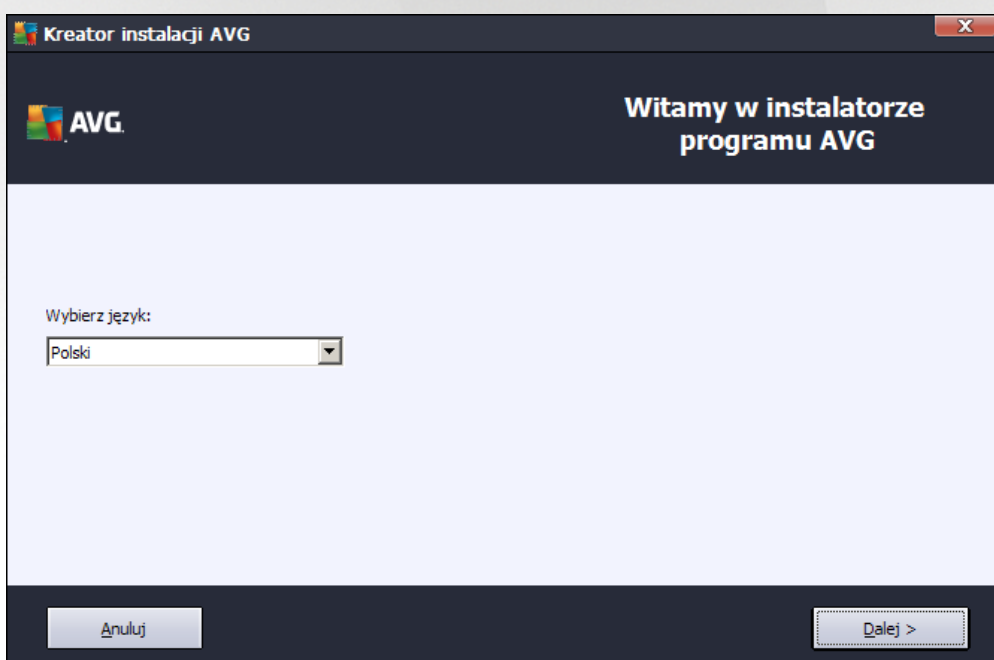 Kreator instalacji AVG
AVG.
Witamy w instalatorze
programu AVG
Wybierz język:
Polski
Anuluj
Dalej >